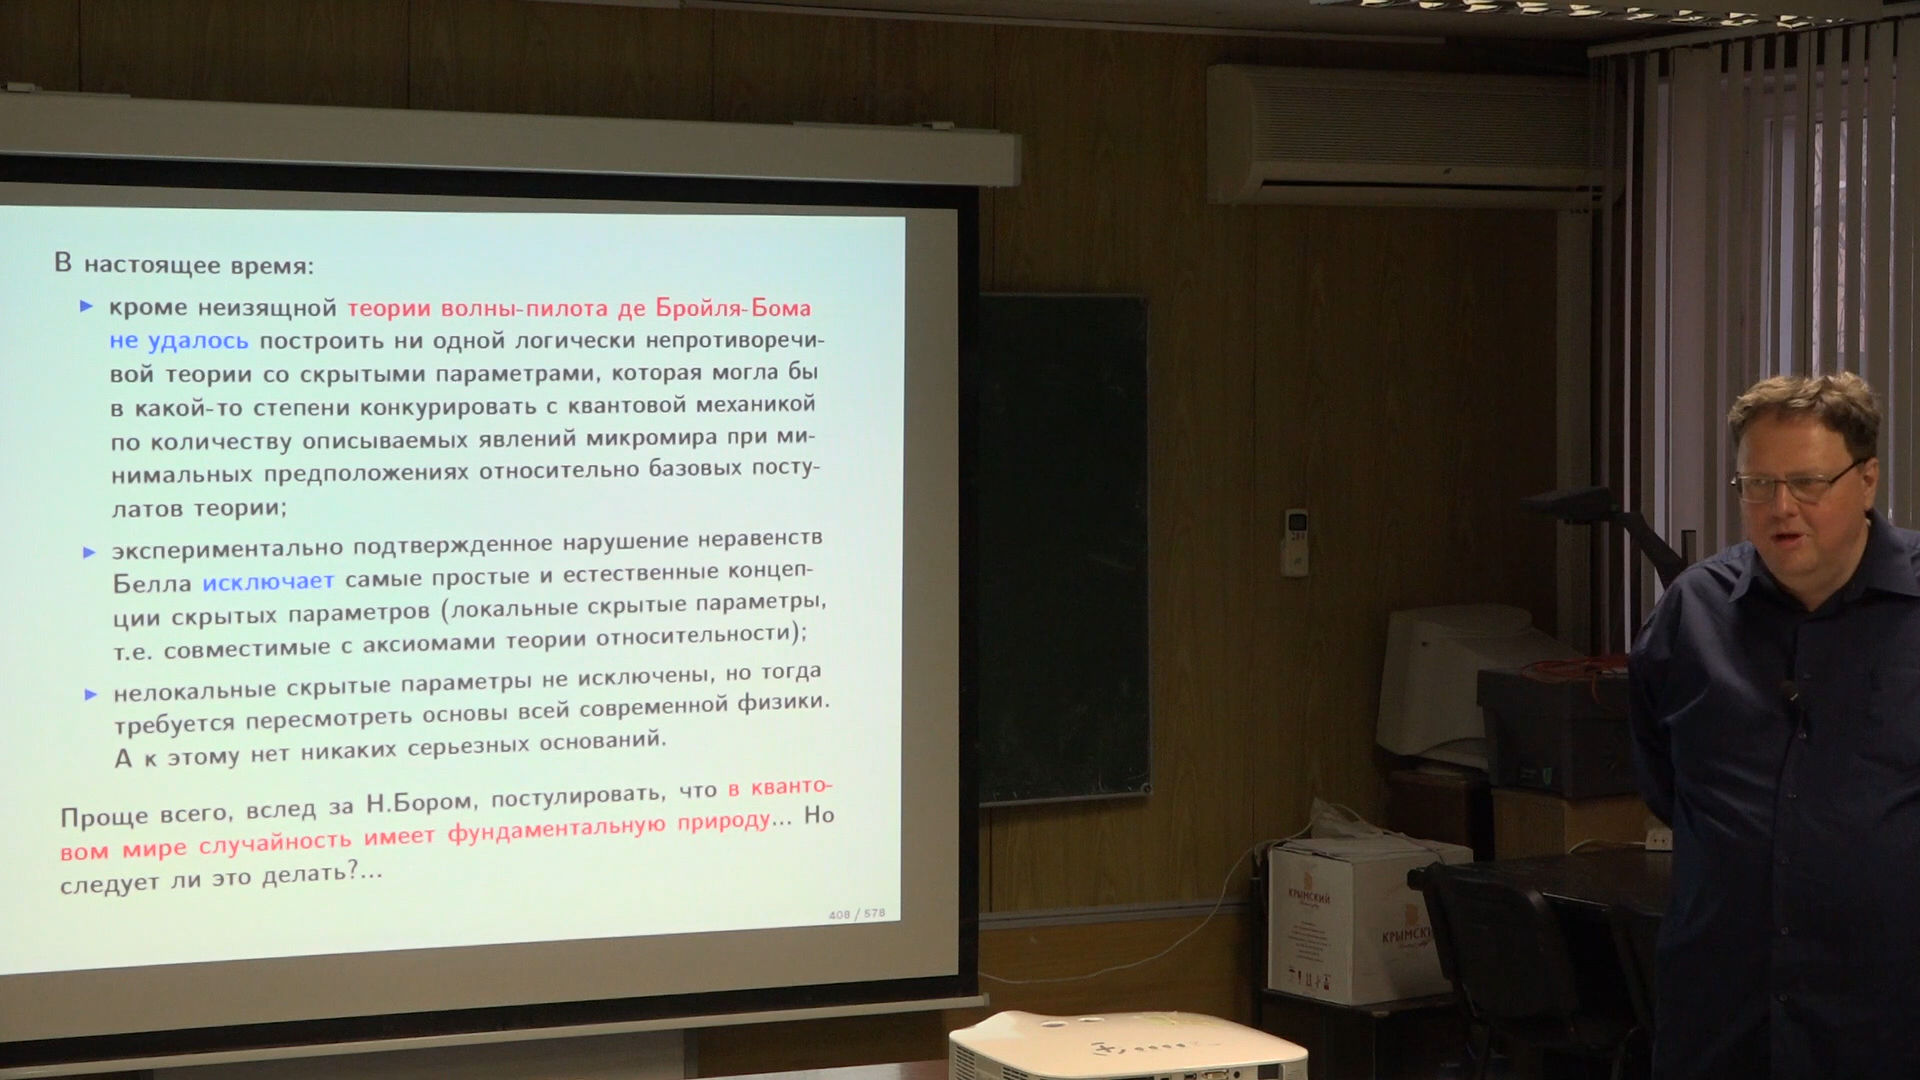 В настоящее время:
▸ кроме неизящной теории волны-пилота де Бройля-Бома
не удалось построить ни одной логически непротиворечи-
вой теории со скрытыми параметрами, которая могла бы
в какой-то степени конкурировать с квантовой механикой
по количеству описываемых явлений микромира при ми-
нимальных предположениях относительно базовых посту-
латов теории;
▸ экспериментально подтвержденное нарушение неравенств
Белла исключает самые простые и естественные концеп-
ции скрытых параметров (локальные скрытые параметры,
т.е. совместимые с аксиомами теории относительности);
▸ нелокальные скрытые параметры не исключены, но тогда
требуется пересмотреть основы всей современной физики.
А к этому нет никаких серьезных оснований.
Проще всего, вслед за Н.Бором, постулировать, что в кванто-
вом мире случайность имеет фундаментальную природу... Но
следует ли это делать?...
408 / 578
КРЫМСКИЙ